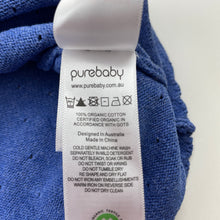 purebaby
www.purebaby.com.au
100% ORGANIC COTTON
CERTIFIED ORGANIC IN
ACCORDANCE WITH GOTS
Designed in Australia
Made In China
COLD GENTLE MACHINE WASH
SEPARATELY IN MILD DETERGENT
DO NOT BLEACH, SOAK OR RUB
DO NOT TWIST OR WRING
DO NOT TUMBLE DRY
RE-SHAPE AND DRY FLAT
DO NOT IRON ANY EMBELLISHMENTS
WARM IRON ON REVERSE SIDE
DO NOT DRY CLEAN